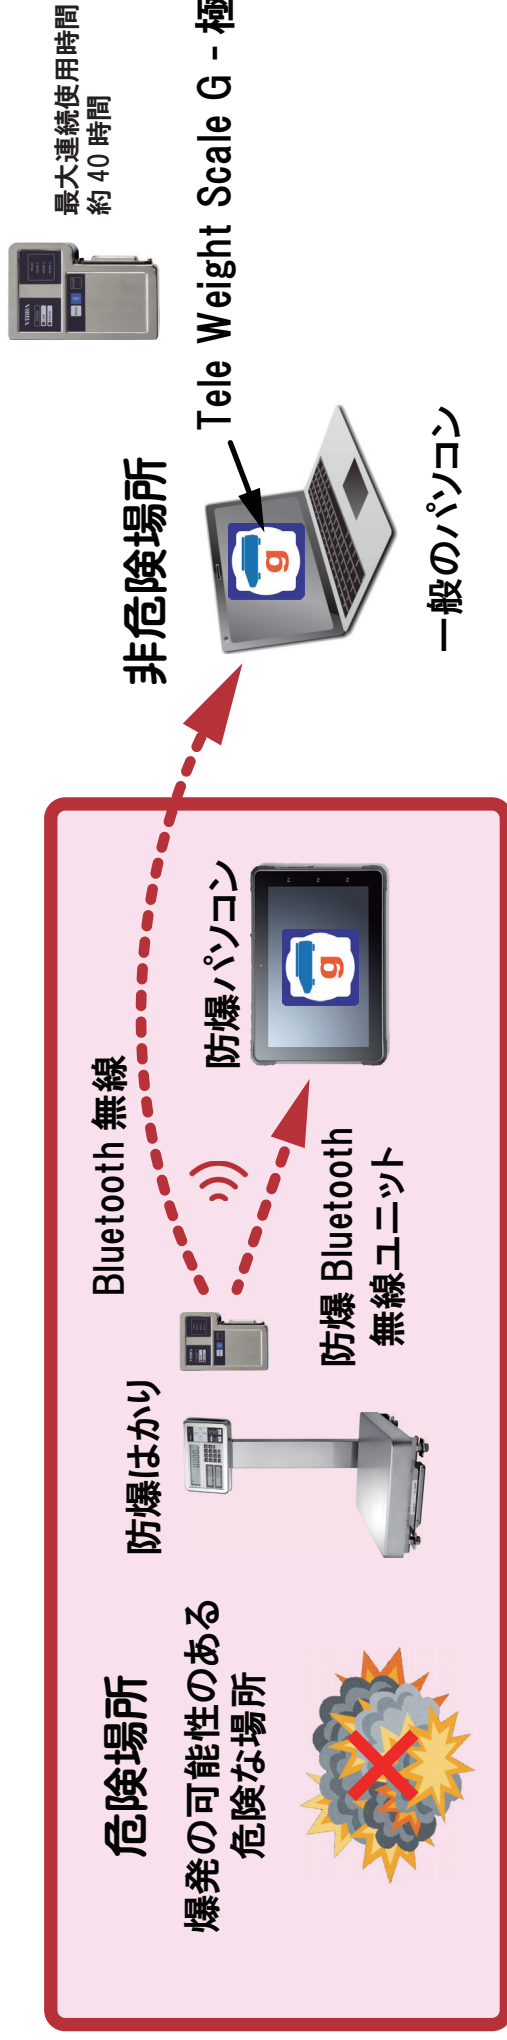 危険場所
爆発の可能性のある
危険な場所
防爆はかり
Bluetooth 無線
防爆 Bluetooth
無線ユニット
防爆パソコン
非危険場所
一般のパソコン
Tele Weight Scale G - 極
最大連続使用時間
約 40 時間
VIBRA
g
g